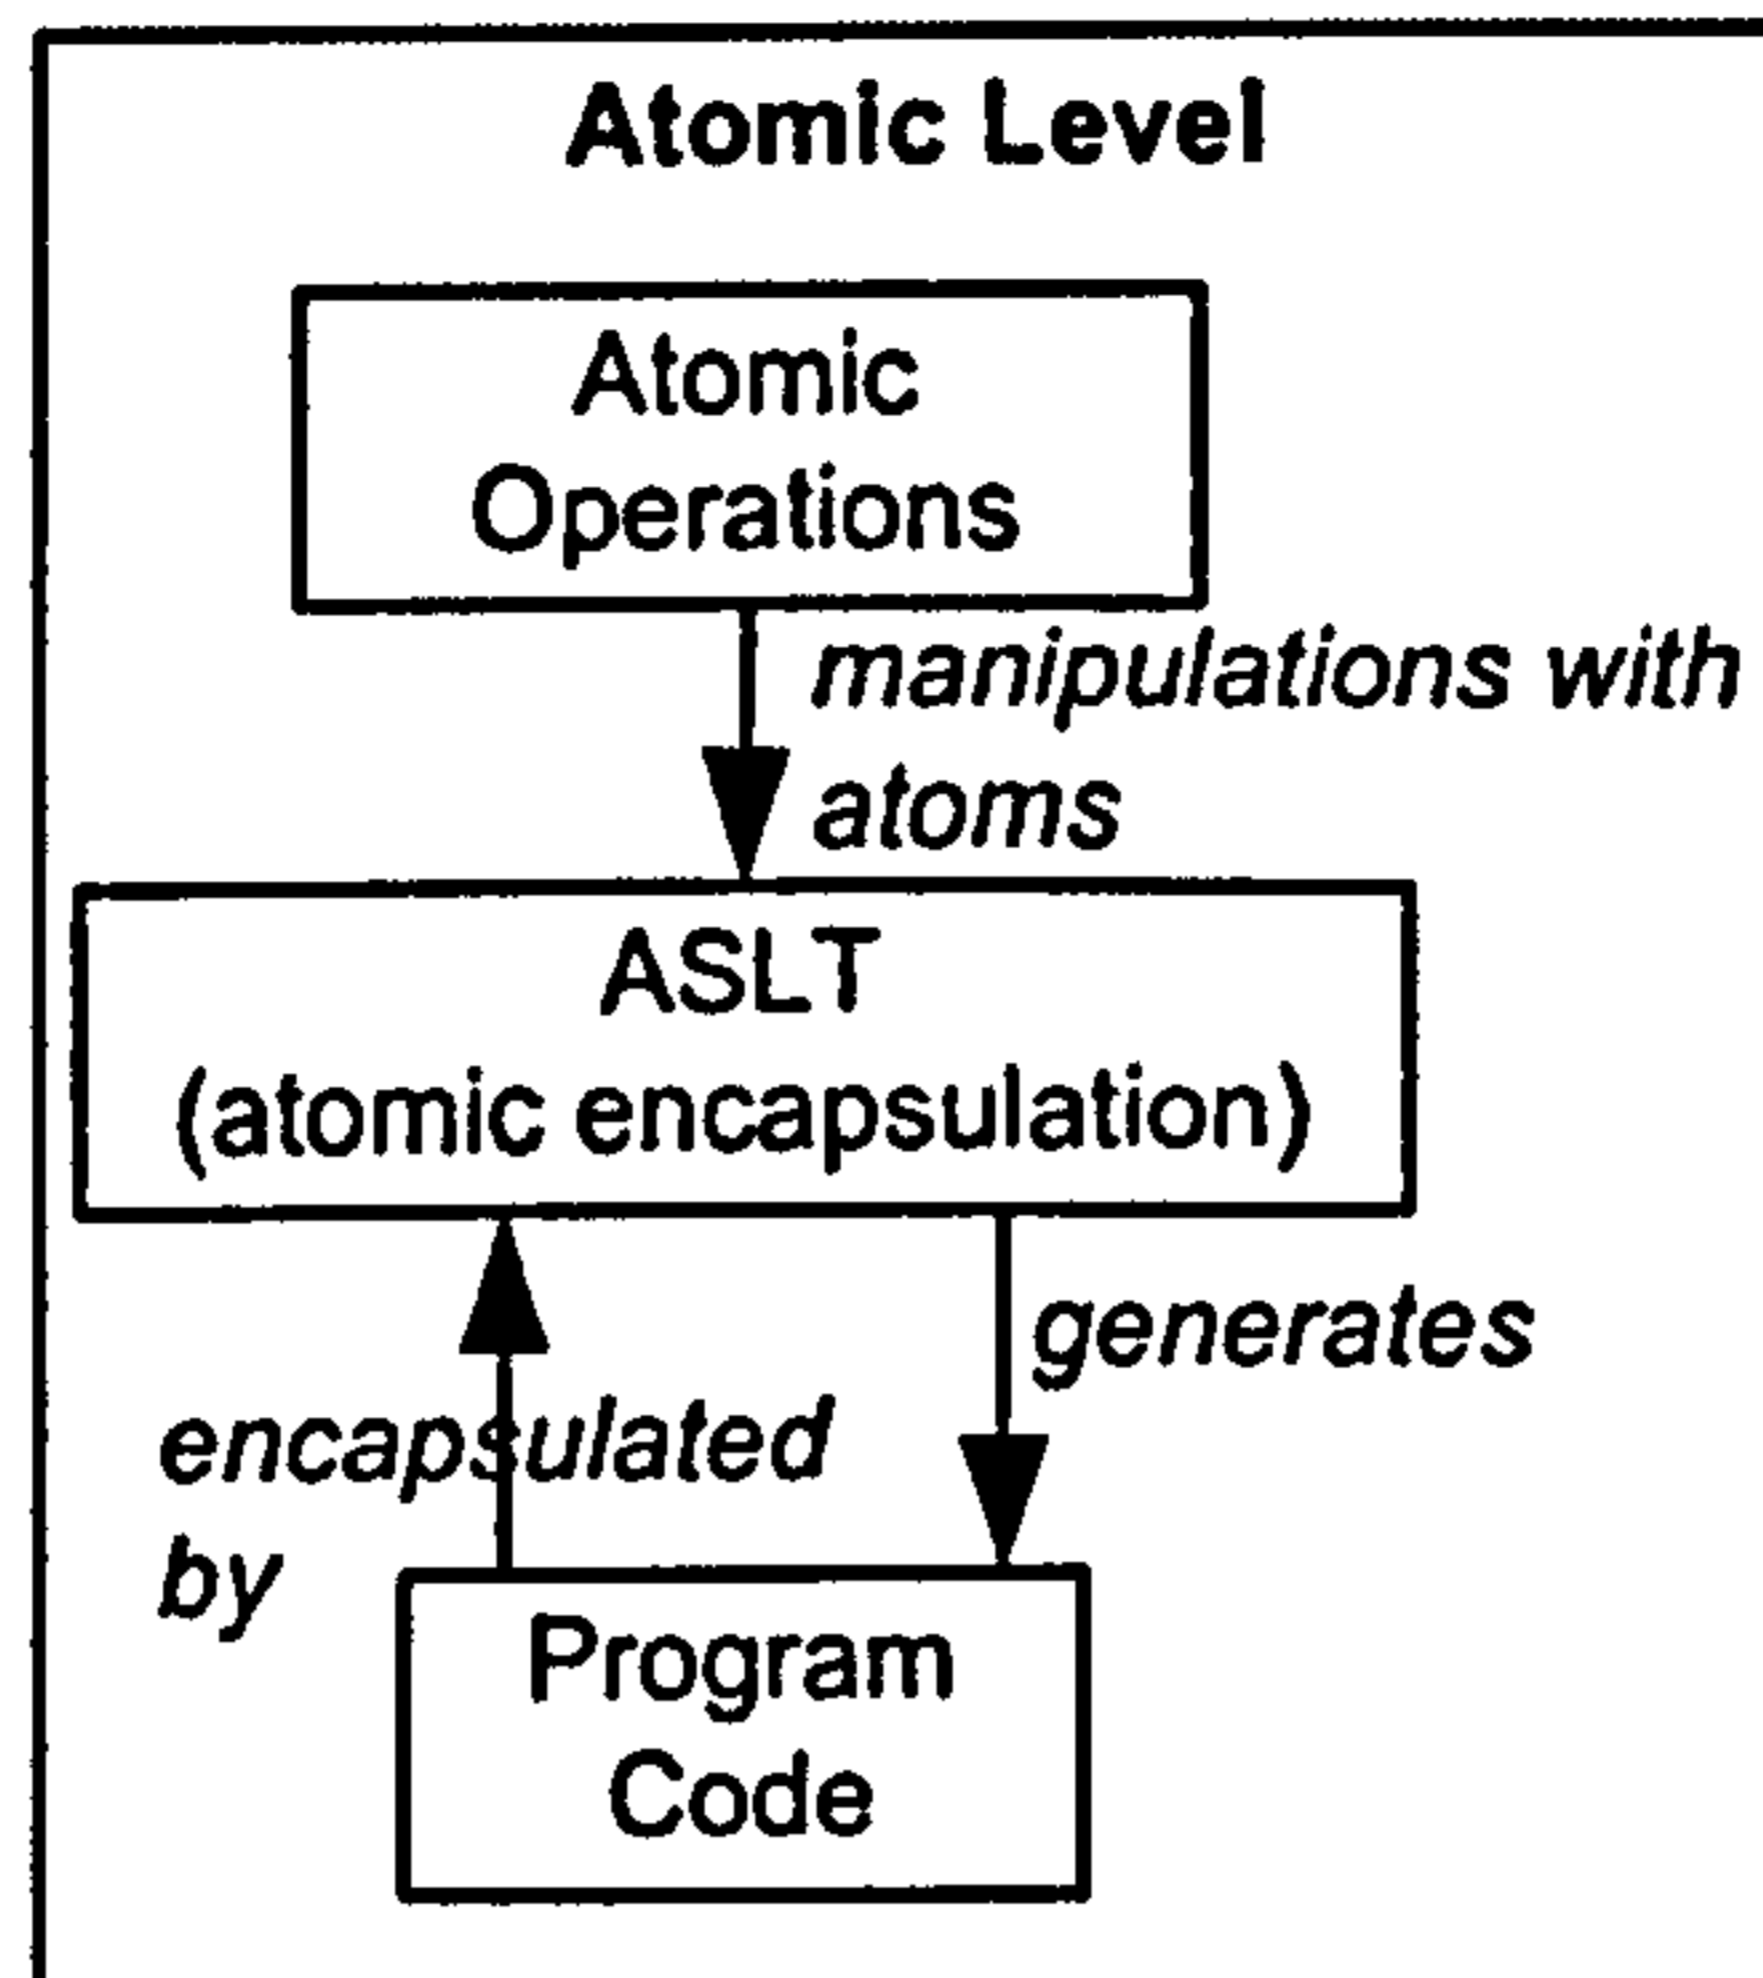 Atomic Level
Atomic
Operations
manipulations with
atoms
ASLT
(atomic encapsulation)
generates
encapsulated
by
Program
Code